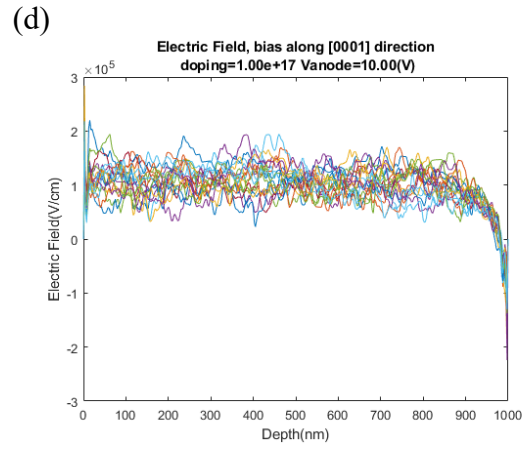 (d)
Electric Field, bias along [0001] direction
doping=1.00e+17 Vanode=10.00(V)
×10^5
3
2
1
0
-1
-2
-3
Electric Field(V/cm)
0 100 200 300 400 500 600 700 800 900 1000
Depth(nm)